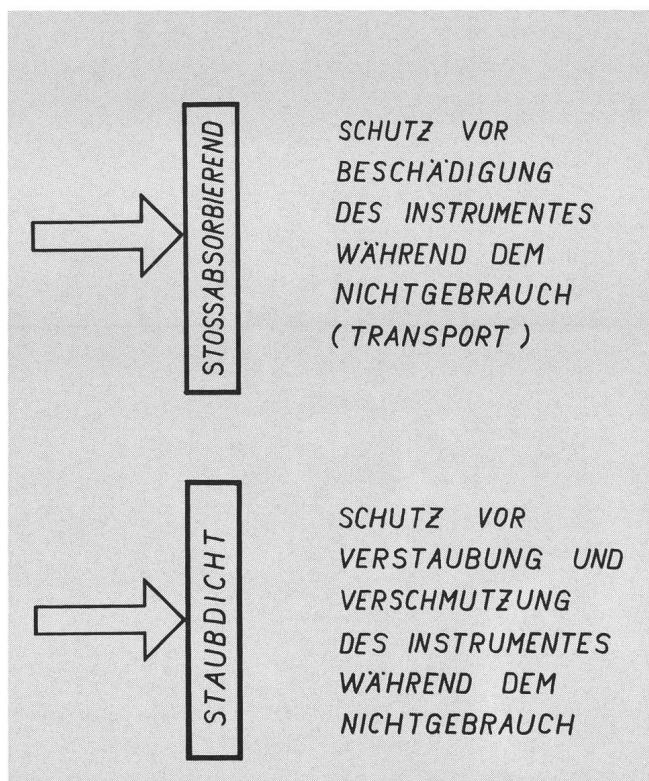 STOSSABSORBIEREND
SCHUTZ VOR
BESCHÄDIGUNG
DES INSTRUMENTES
WÄHREND DEM
NICHTGEBRAUCH
(TRANSPORT)
STAUBDICHT
SCHUTZ VOR
VERSTAUBUNG UND
VERSCHMUTZUNG
DES INSTRUMENTES
WÄHREND DEM
NICHTGEBRAUCH